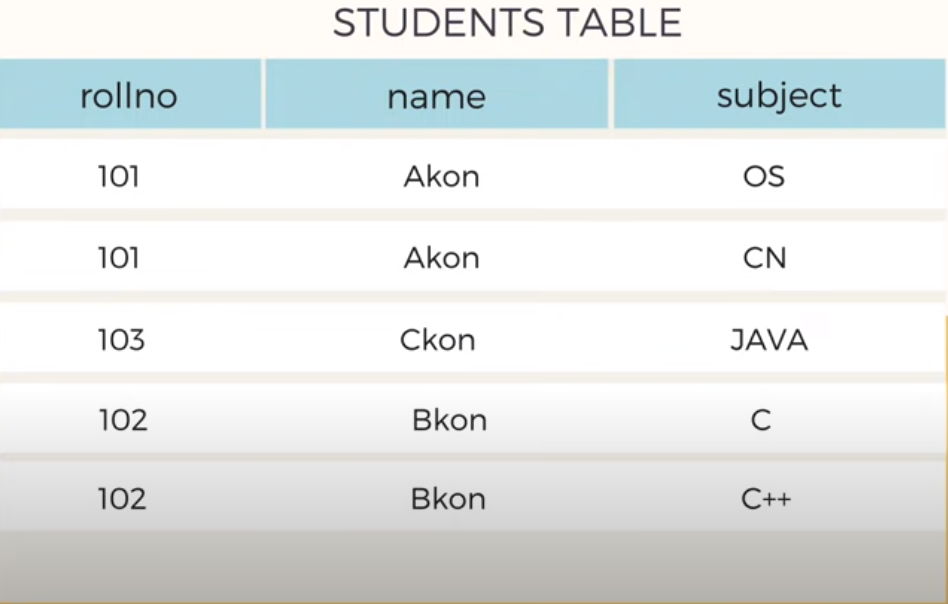 STUDENTS TABLE
rollno name subject
101 Akon OS
101 Akon CN
103 Ckon JAVA
102 Bkon C
102 Bkon C++